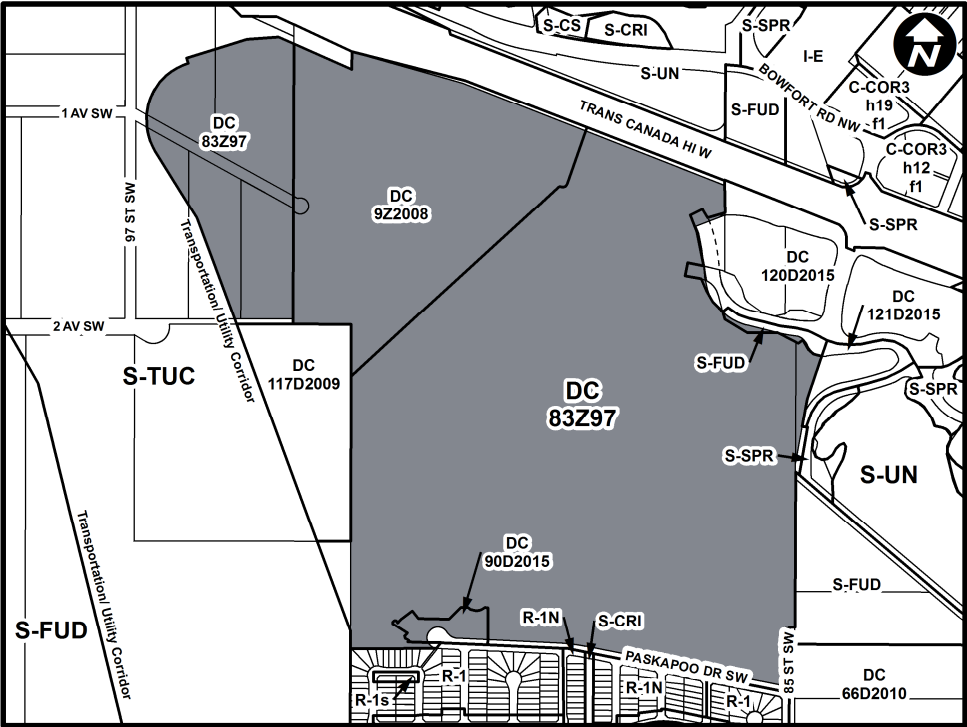 S-CS
S-CRI
S-SPR
I-E
N
S-UN
BOWFORT RD NW
C-COR3
h19
f1
S-FUD
1 AV SW
DC
83Z97
TRANS CANADA HI W
C-COR3
h12
f1
97 ST SW
DC
9Z2008
S-SPR
Transportation/ Utility Corridor
DC
120D2015
DC
121D2015
2 AV SW
S-TUC
DC
117D2009
S-FUD
DC
83Z97
S-SPR
S-SPR
S-UN
Transportation/ Utility Corridor
DC
90D2015
S-FUD
S-FUD
R-1N
S-CRI
PASKAPOO DR SW
85 ST SW
R-1
R-1s
R-1N
R-1
DC
66D2010